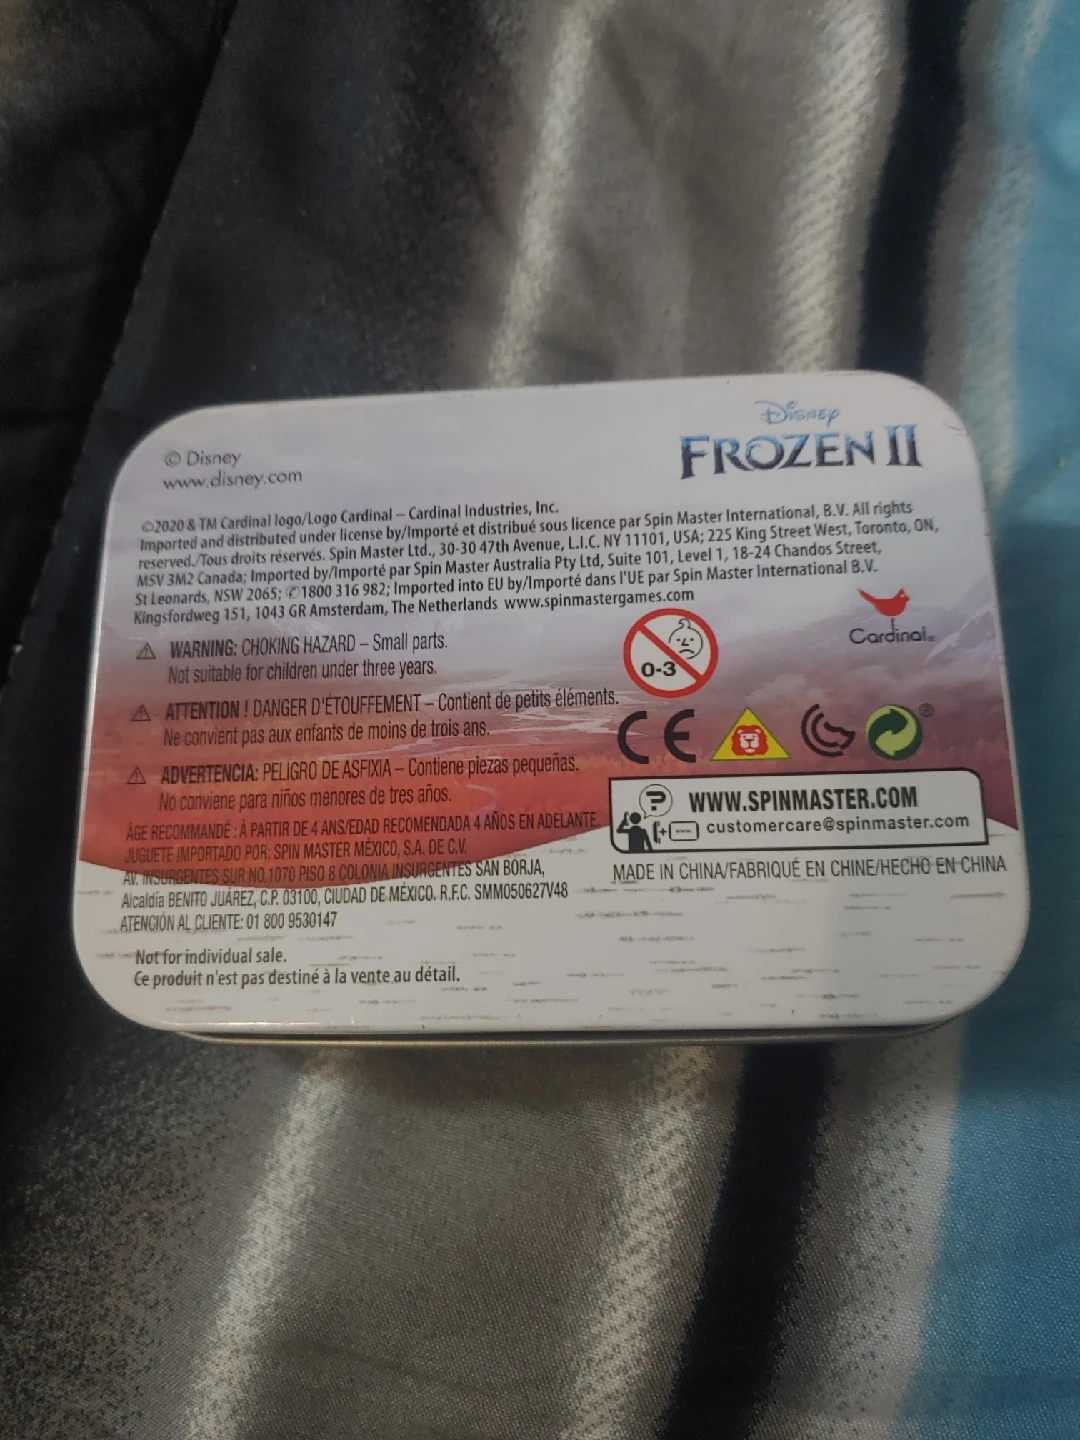 © Disney
www.disney.com
Disney
FROZEN II
©2020 & TM Cardinal logo/Logo Cardinal – Cardinal Industries, Inc.
Imported and distributed under license by/Importé et distribué sous licence par Spin Master International, B.V. All rights
reserved./Tous droits réservés. Spin Master Ltd., 30-30 47th Avenue, L.I.C. NY 11101, USA; 225 King Street West, Toronto, ON,
M5V 3M2 Canada; Imported by/Importé par Spin Master Australia Pty Ltd, Suite 101, Level 1, 18-24 Chandos Street,
St Leonards, NSW 2065; ✆1800 316 982; Imported into EU by/Importé dans l'UE par Spin Master International B.V.
Kingsfordweg 151, 1043 GR Amsterdam, The Netherlands www.spinmastergames.com
Cardinal®
⚠ WARNING: CHOKING HAZARD – Small parts.
Not suitable for children under three years.
0-3
⚠ ATTENTION ! DANGER D'ÉTOUFFEMENT – Contient de petits éléments.
Ne convient pas aux enfants de moins de trois ans.
CE
®
⚠ ADVERTENCIA: PELIGRO DE ASFIXIA – Contiene piezas pequeñas.
No conviene para niños menores de tres años.
ÂGE RECOMMANDÉ : À PARTIR DE 4 ANS/EDAD RECOMENDADA 4 AÑOS EN ADELANTE.
JUGUETE IMPORTADO POR: SPIN MASTER MÉXICO, S.A. DE C.V.
AV. INSURGENTES SUR NO.1070 PISO 8 COLONIA INSURGENTES SAN BORJA,
Alcaldía BENITO JUÁREZ, C.P. 03100, CIUDAD DE MÉXICO. R.F.C. SMM050627V48
ATENCIÓN AL CLIENTE: 01 800 9530147
?
WWW.SPINMASTER.COM
customercare@spinmaster.com
MADE IN CHINA/FABRIQUÉ EN CHINE/HECHO EN CHINA
Not for individual sale.
Ce produit n'est pas destiné à la vente au détail.